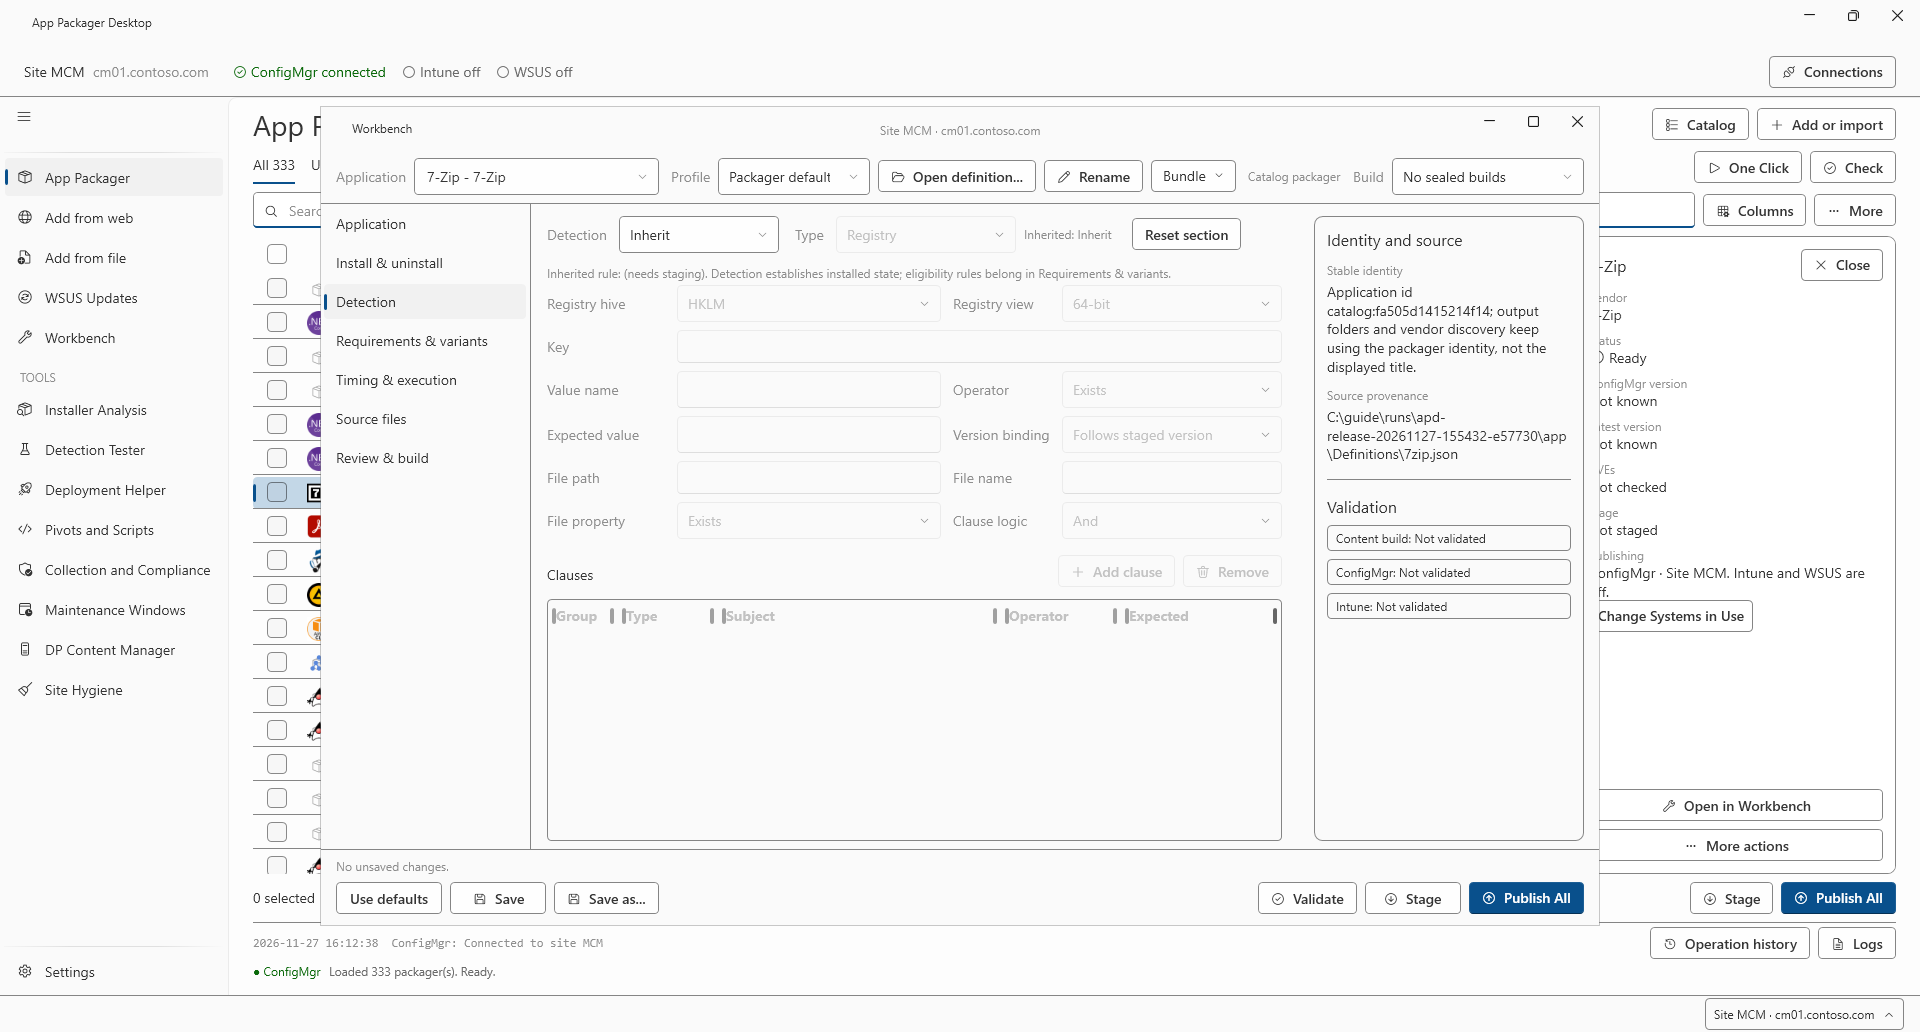 App Packager Desktop
Site MCM cm01.contoso.com ConfigMgr connected Intune off WSUS off Connections
App Packager
Add from web
Add from file
WSUS Updates
Workbench
TOOLS
Installer Analysis
Detection Tester
Deployment Helper
Pivots and Scripts
Collection and Compliance
Maintenance Windows
DP Content Manager
Site Hygiene
Settings
App P
Catalog Add or import
All 333 U
One Click Check
Searc
Columns More
Workbench
Site MCM · cm01.contoso.com
Application 7-Zip - 7-Zip Profile Packager default Open definition... Rename Bundle Catalog packager Build No sealed builds
Application
Install & uninstall
Detection
Requirements & variants
Timing & execution
Source files
Review & build
Detection Inherit Type Registry Inherited: Inherit Reset section
Inherited rule: (needs staging). Detection establishes installed state; eligibility rules belong in Requirements & variants.
Registry hive HKLM Registry view 64-bit
Key
Value name Operator Exists
Expected value Version binding Follows staged version
File path File name
File property Exists Clause logic And
Clauses Add clause Remove
Group Type Subject Operator Expected
Identity and source
Stable identity
Application id
catalog:fa505d1415214f14; output
folders and vendor discovery keep
using the packager identity, not the
displayed title.
Source provenance
C:\guide\runs\apd-
release-20261127-155432-e57730\app
\Definitions\7zip.json
Validation
Content build: Not validated
ConfigMgr: Not validated
Intune: Not validated
No unsaved changes.
Use defaults Save Save as... Validate Stage Publish All
-Zip Close
endor
-Zip
atus
Ready
onfigMgr version
ot known
test version
ot known
VEs
ot checked
age
ot staged
ublishing
onfigMgr · Site MCM. Intune and WSUS are
ff.
Change Systems in Use
Open in Workbench
More actions
0 selected Stage Publish All
2026-11-27 16:12:38 ConfigMgr: Connected to site MCM
Operation history Logs
ConfigMgr Loaded 333 packager(s). Ready.
Site MCM · cm01.contoso.com